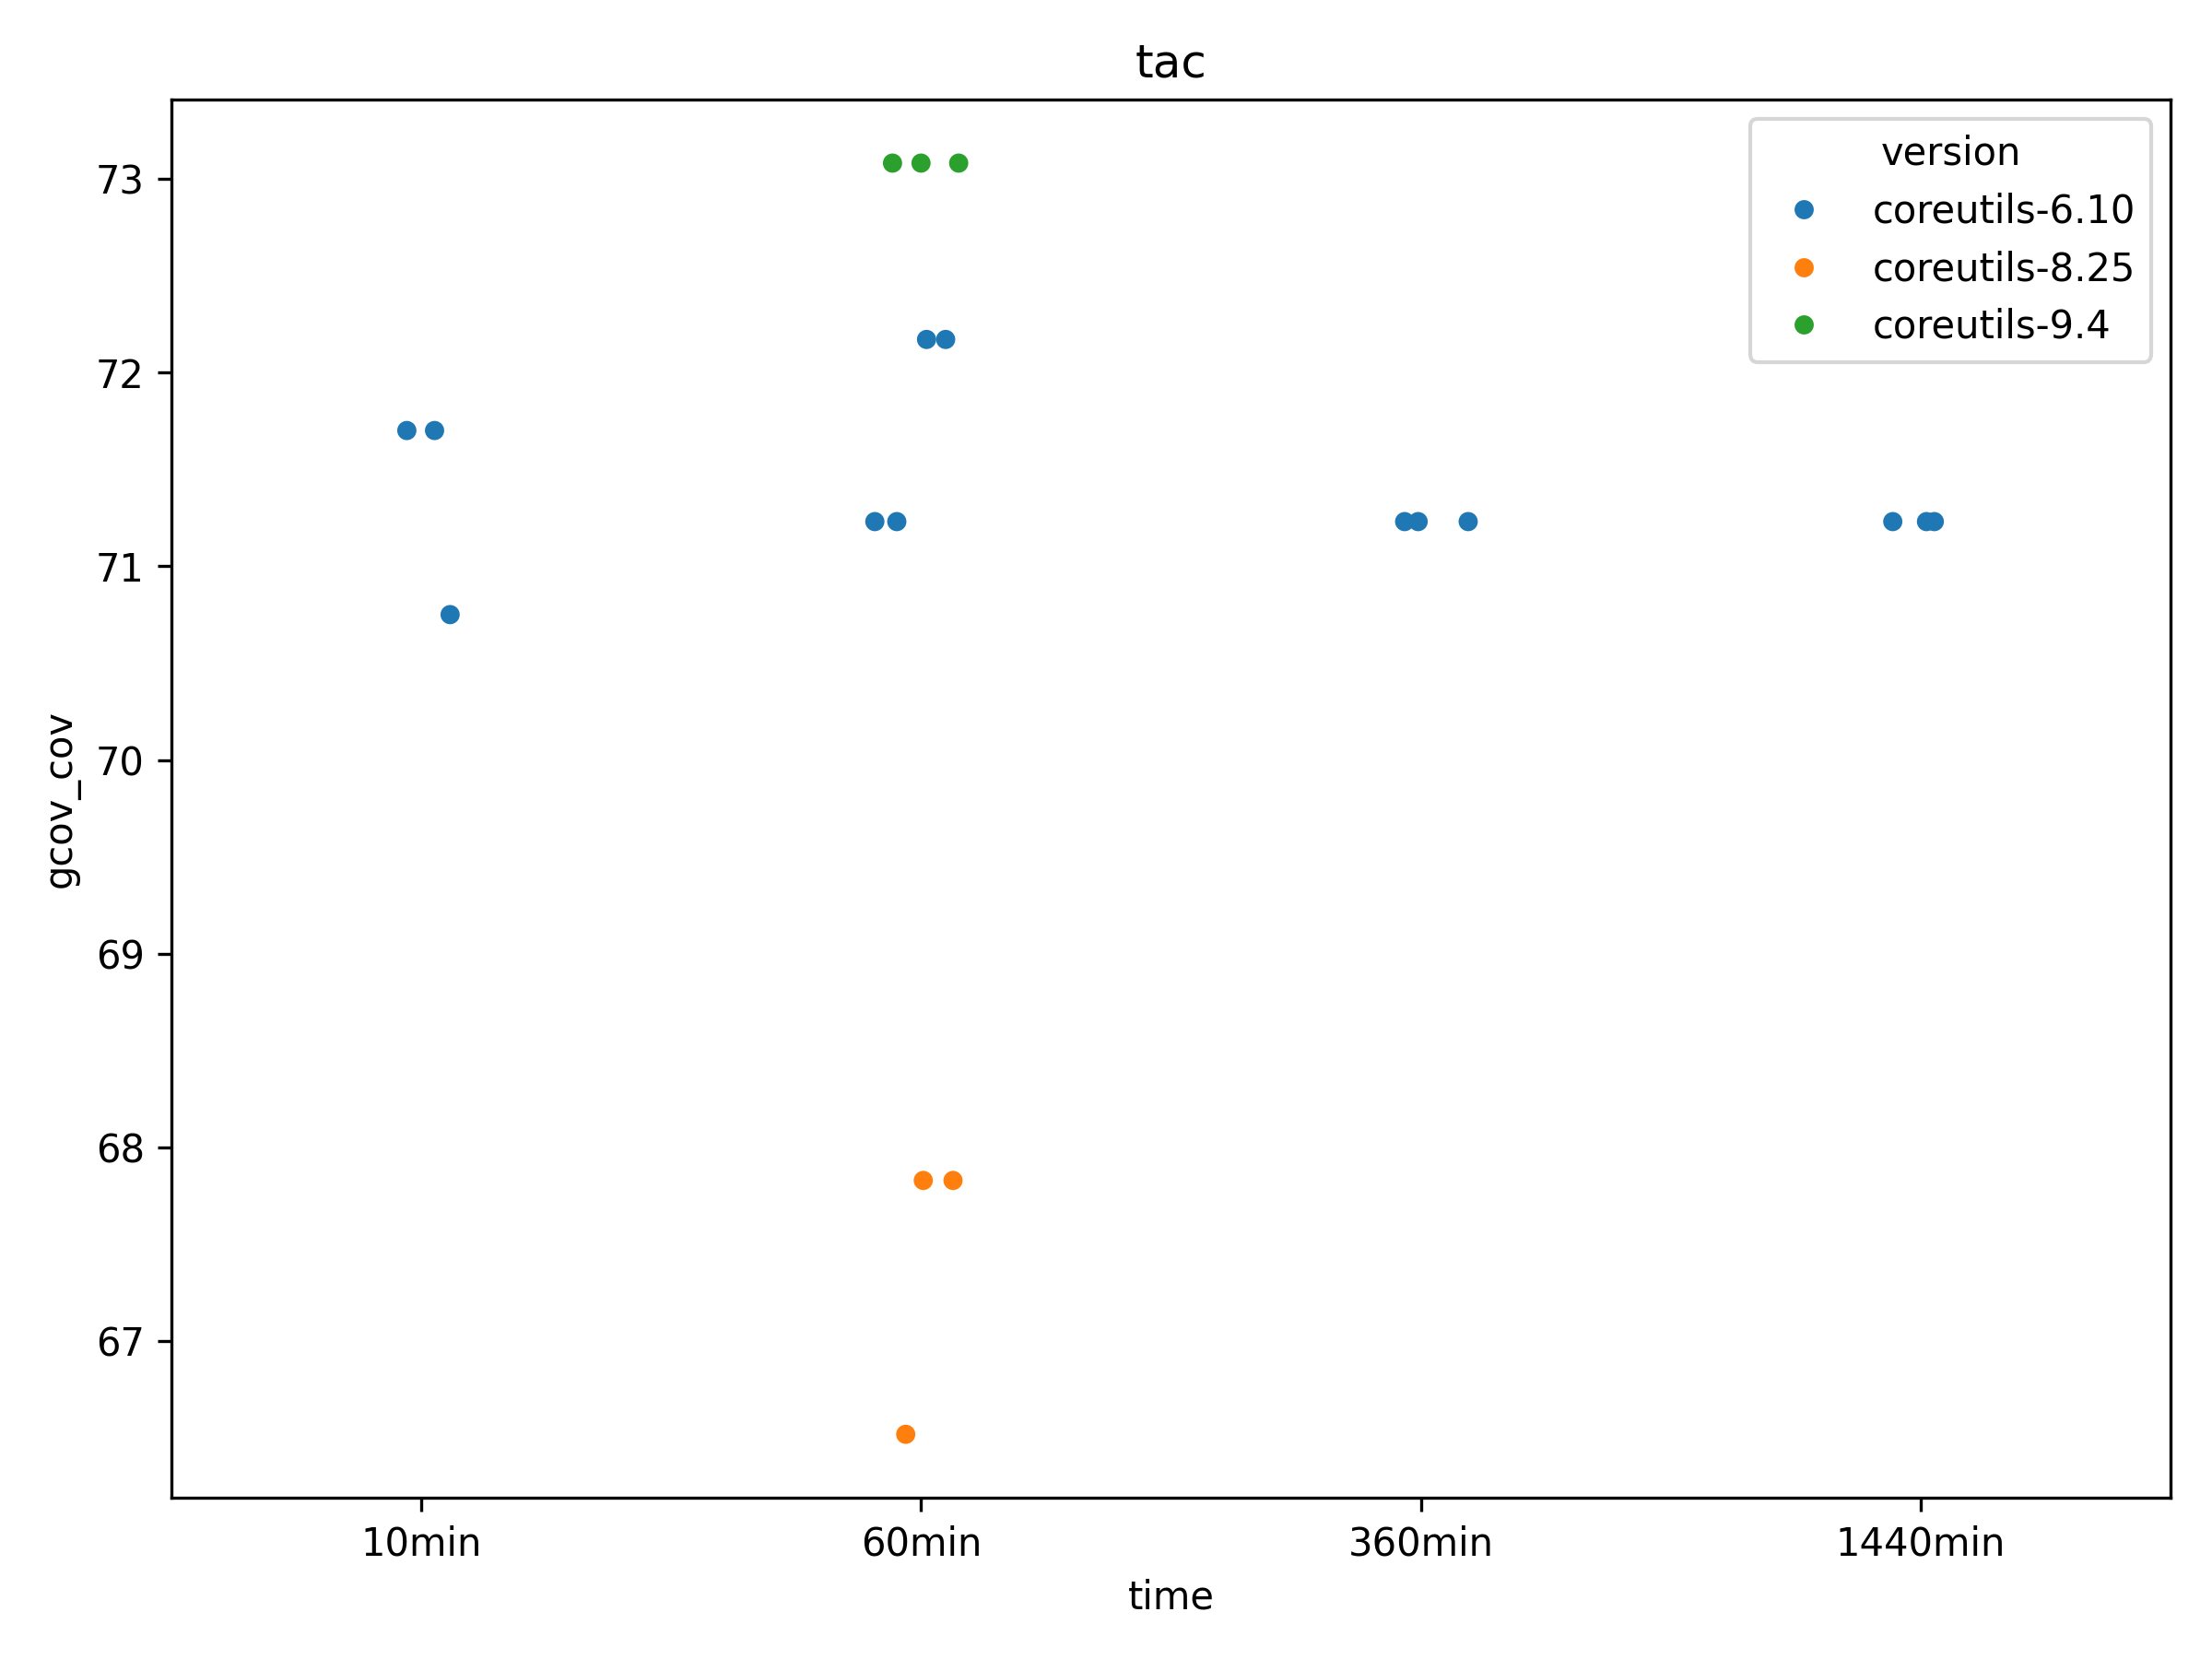 tac
version
coreutils-6.10
coreutils-8.25
coreutils-9.4
73
72
71
70
69
68
67
gcov_cov
10min
60min
360min
1440min
time